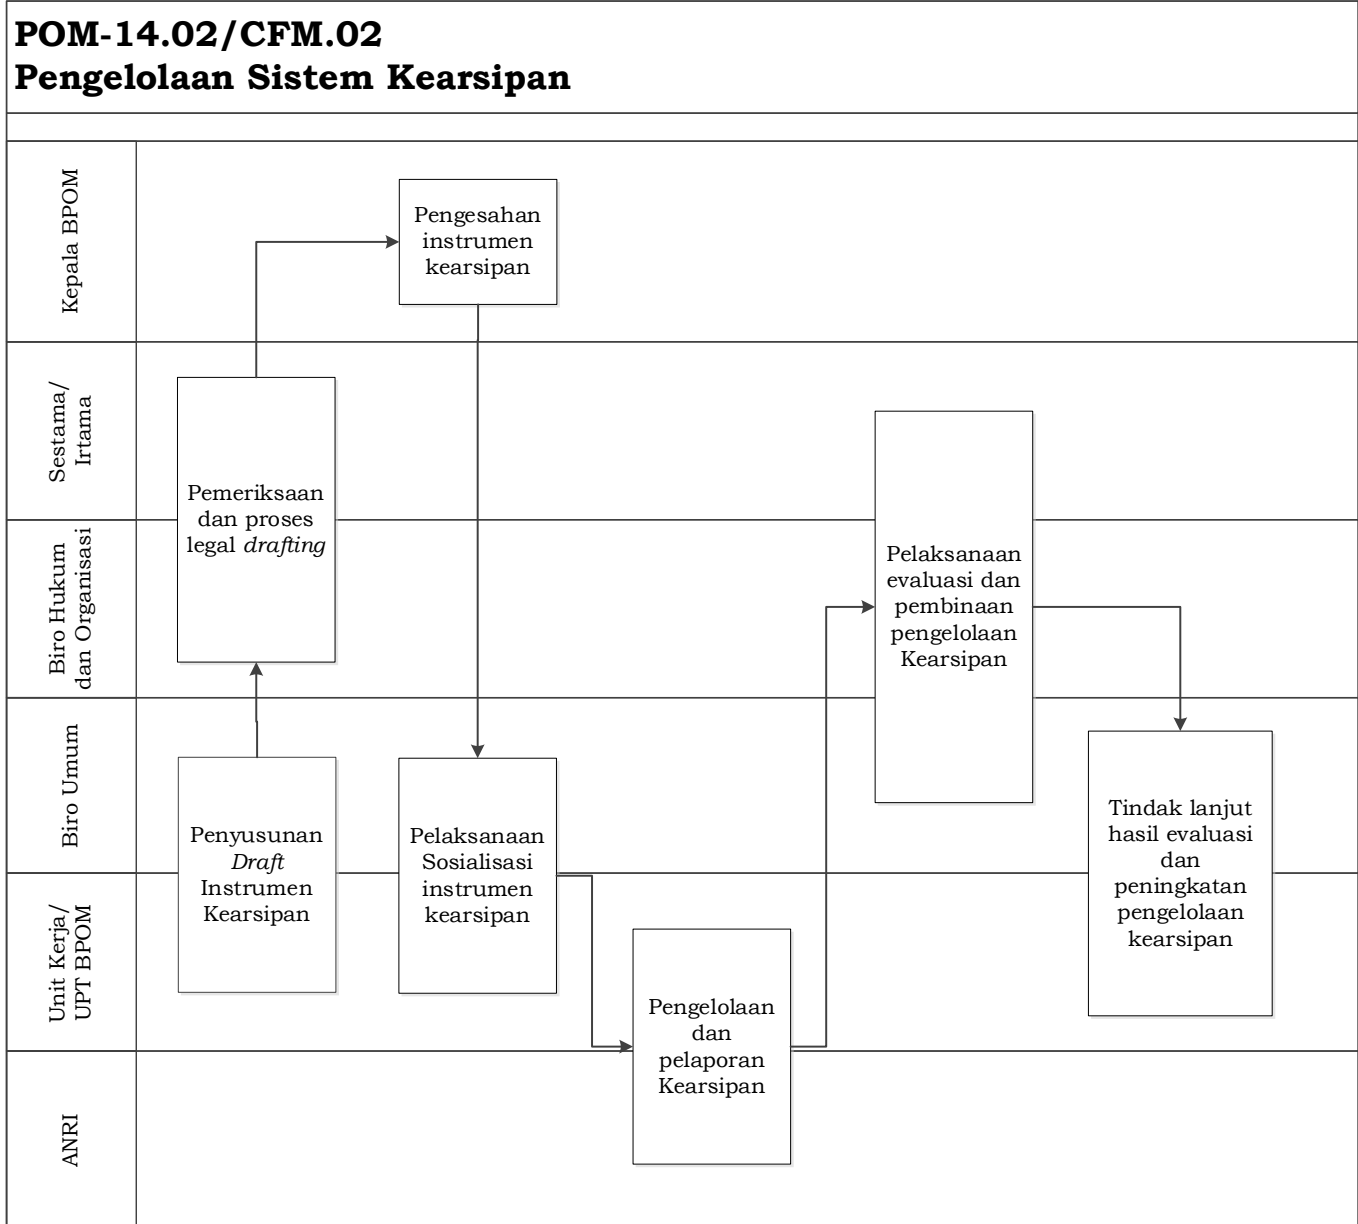 POM-14.02/CFM.02
Pengelolaan Sistem Kearsipan
Kepala BPOM
Pengesahan
instrumen
kearsipan
Sestama/
Irtama
Pemeriksaan
dan proses
legal drafting
Biro Hukum
dan Organisasi
Pelaksanaan
evaluasi dan
pembinaan
pengelolaan
Kearsipan
Biro Umum
Penyusunan
Draft
Instrumen
Kearsipan
Pelaksanaan
Sosialisasi
instrumen
kearsipan
Tindak lanjut
hasil evaluasi
dan
peningkatan
pengelolaan
kearsipan
Unit Kerja/
UPT BPOM
Pengelolaan
dan
pelaporan
Kearsipan
ANRI